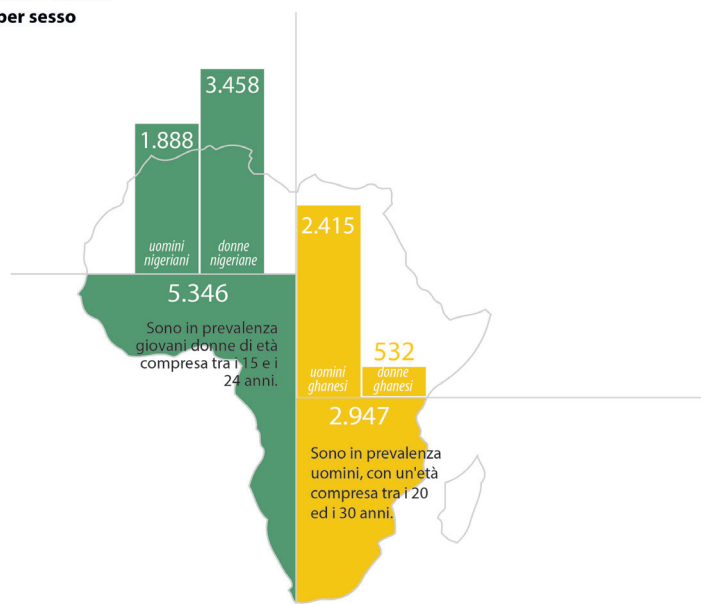 per sesso
3.458
1.888
uomini
nigeriani
donne
nigeriane
5.346
Sono in prevalenza
giovani donne di età
compresa tra i 15 e i
24 anni.
2.415
uomini
ghanesi
532
donne
ghanesi
2.947
Sono in prevalenza
uomini, con un'età
compresa tra i 20
ed i 30 anni.